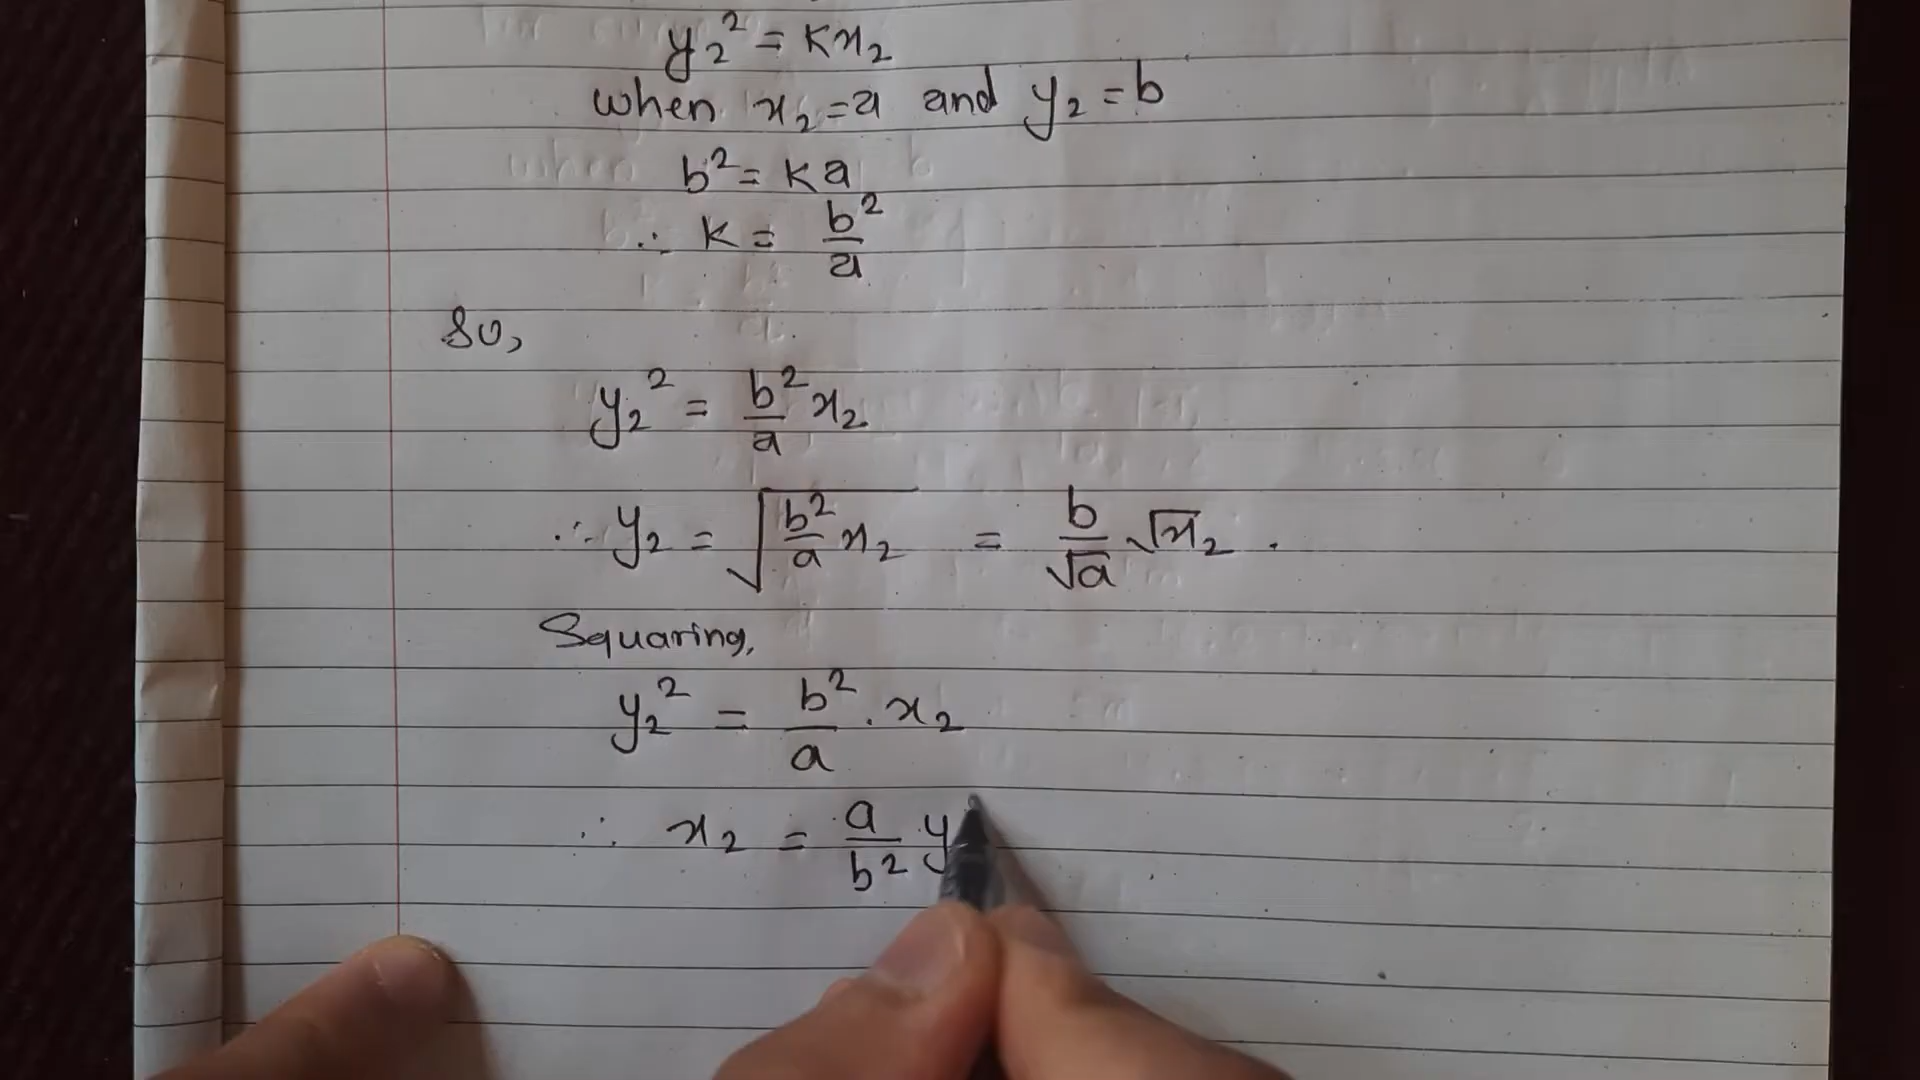 y₂² = kx₂
when x₂ = a and y₂ = b
b² = ka
∴ k = b²/a
So,
y₂² = b²/a x₂
∴ y₂ = √(b²/a x₂) = b/√a √x₂ .
Squaring,
y₂² = b²/a . x₂
∴ x₂ = a/b² y